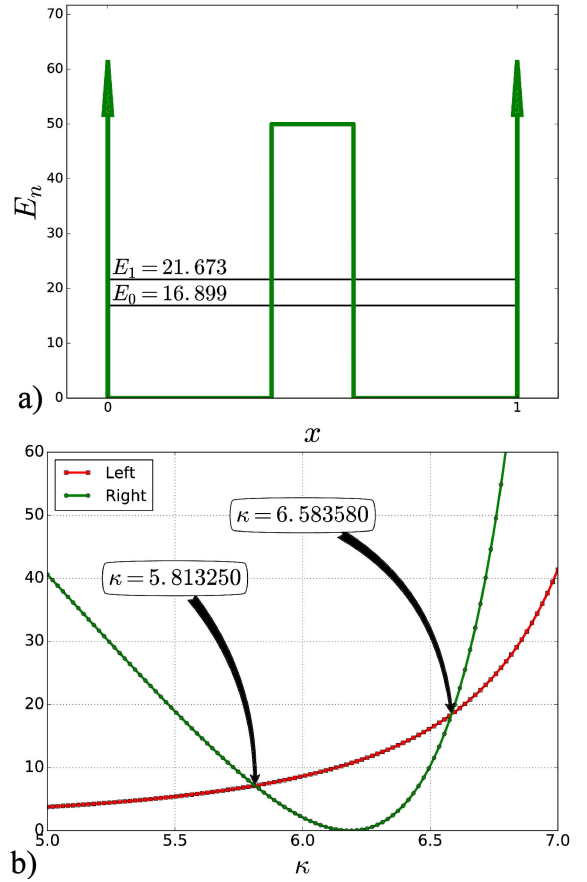 70
60
50
40
30
20
10
0
E_n
E_1 = 21.673
E_0 = 16.899
0 1
a)
x
60
50
40
30
20
10
0
Left
Right
κ = 6.583580
κ = 5.813250
5.0 5.5 6.0 6.5 7.0
b)
κ